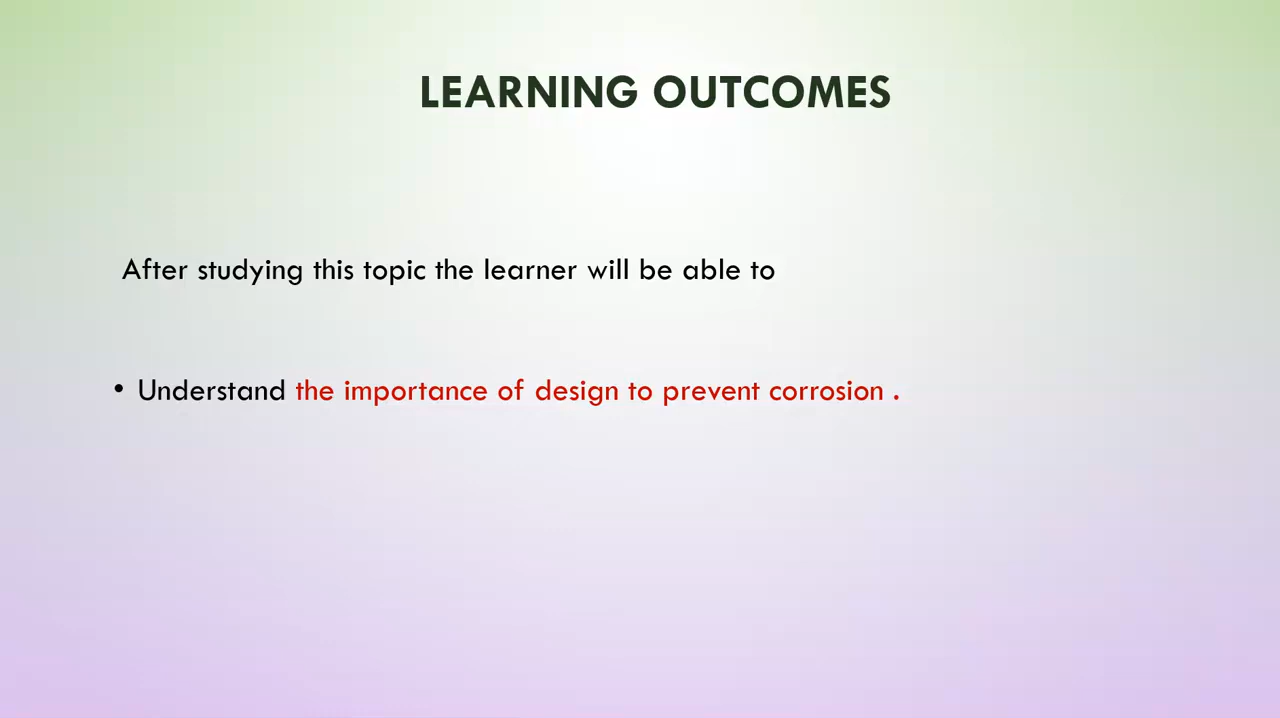 LEARNING OUTCOMES
After studying this topic the learner will be able to
• Understand the importance of design to prevent corrosion .